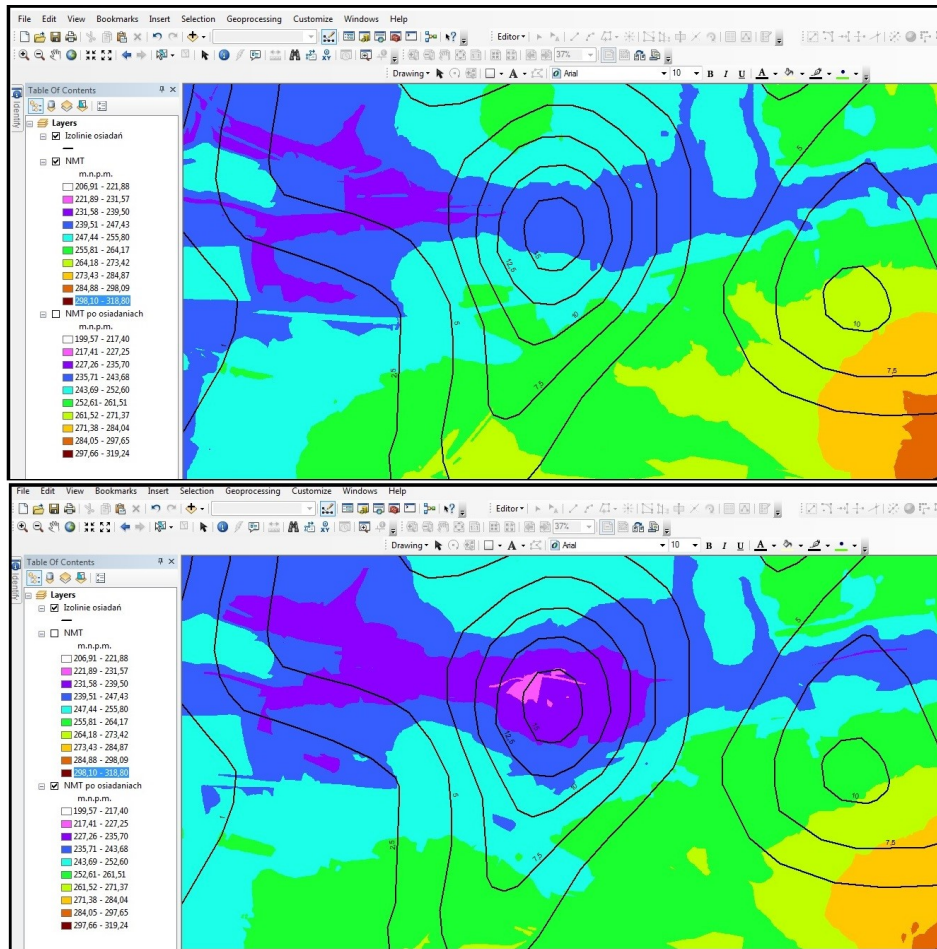 File Edit View Bookmarks Insert Selection Geoprocessing Customize Windows Help
Editor
37%
Drawing Arial 10 B I U A
Identify
Table Of Contents
Layers
Izolinie osiadań
NMT
m.n.p.m.
206,91 - 221,88
221,89 - 231,57
231,58 - 239,50
239,51 - 247,43
247,44 - 255,80
255,81 - 264,17
264,18 - 273,42
273,43 - 284,87
284,88 - 298,09
298,10 - 318,80
NMT po osiadaniach
m.n.p.m.
199,57 - 217,40
217,41 - 227,25
227,26 - 235,70
235,71 - 243,68
243,69 - 252,60
252,61 - 261,51
261,52 - 271,37
271,38 - 284,04
284,05 - 297,65
297,66 - 319,24
5
15
12,5
10
10
5
1
7,5
7,5
2,5
File Edit View Bookmarks Insert Selection Geoprocessing Customize Windows Help
Editor
37%
Drawing Arial 10 B I U A
Identify
Table Of Contents
Layers
Izolinie osiadań
NMT
m.n.p.m.
206,91 - 221,88
221,89 - 231,57
231,58 - 239,50
239,51 - 247,43
247,44 - 255,80
255,81 - 264,17
264,18 - 273,42
273,43 - 284,87
284,88 - 298,09
298,10 - 318,80
NMT po osiadaniach
m.n.p.m.
199,57 - 217,40
217,41 - 227,25
227,26 - 235,70
235,71 - 243,68
243,69 - 252,60
252,61 - 261,51
261,52 - 271,37
271,38 - 284,04
284,05 - 297,65
297,66 - 319,24
5
15
12,5
10
10
5
1
7,5
7,5
2,5